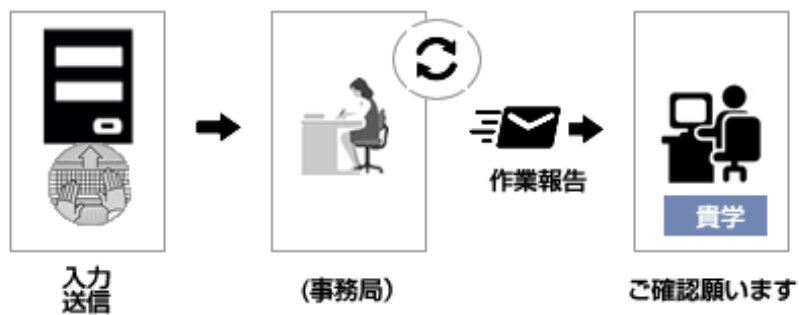 作業報告
貴学
入力
送信
(事務局）
ご確認願います